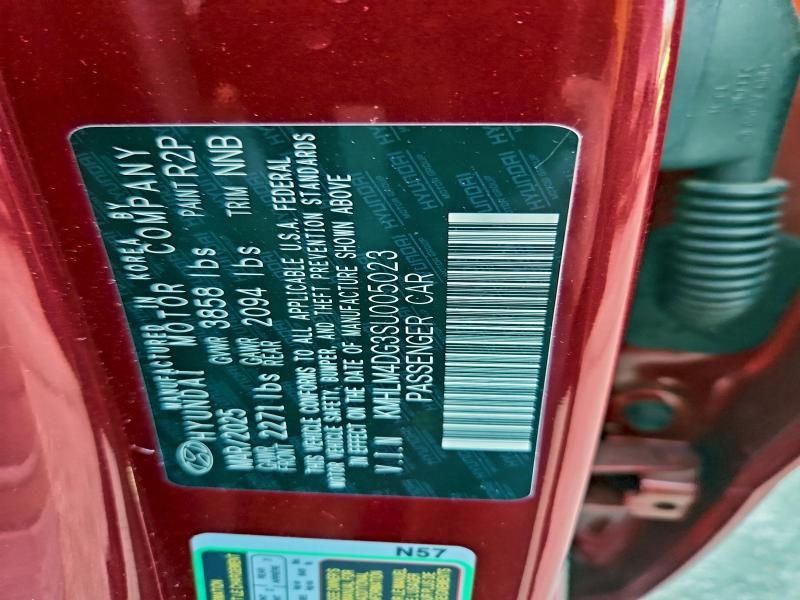 MANUFACTURED IN KOREA BY
HYUNDAI MOTOR COMPANY
MAR/2025 GVWR 3858 lbs PAINT R2P
GAWR FRONT 2271lbs GAWR REAR 2094 lbs TRIM NNB
THIS VEHICLE CONFORMS TO ALL APPLICABLE U.S.A. FEDERAL
MOTOR VEHICLE SAFETY, BUMPER, AND THEFT PREVENTION STANDARDS
IN EFFECT ON THE DATE OF MANUFACTURE SHOWN ABOVE
V.I.N KMHLM4DG3SU005023
PASSENGER CAR
N57